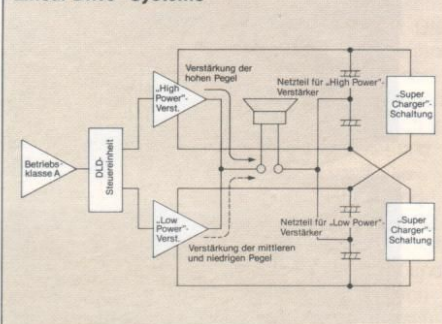 Verstärkung der
hohen Pegel
„High
Power"-
Verst.
Netzteil für „High Power"-
Verstärker
„Super
Charger"-
Schaltung
Betriebs-
klasse A
DLD-
Steuereinheit
„Low
Power"-
Verst.
Verstärkung der mittleren
und niedrigen Pegel
Netzteil für „Low Power"-
Verstärker
„Super
Charger"-
Schaltung